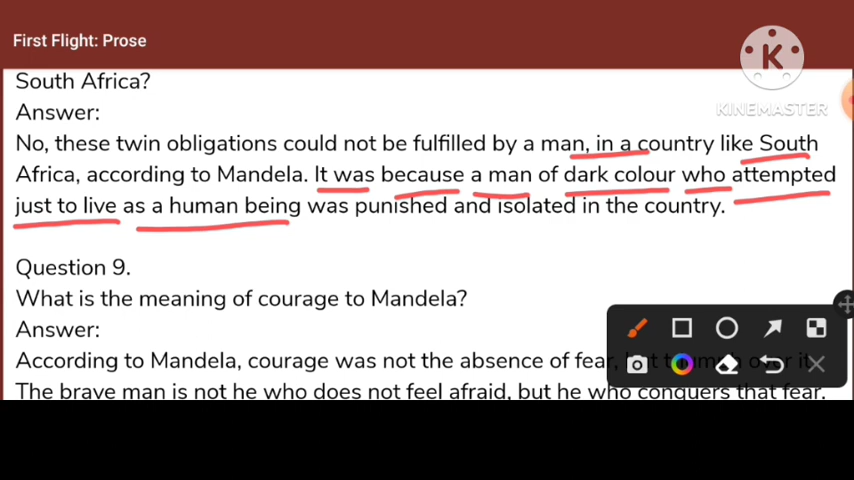 First Flight: Prose
K
KINEMASTER
South Africa?
Answer:
No, these twin obligations could not be fulfilled by a man, in a country like South
Africa, according to Mandela. It was because a man of dark colour who attempted
just to live as a human being was punished and isolated in the country.
Question 9.
What is the meaning of courage to Mandela?
Answer:
According to Mandela, courage was not the absence of fear, but triumph over it.
The brave man is not he who does not feel afraid, but he who conquers that fear.